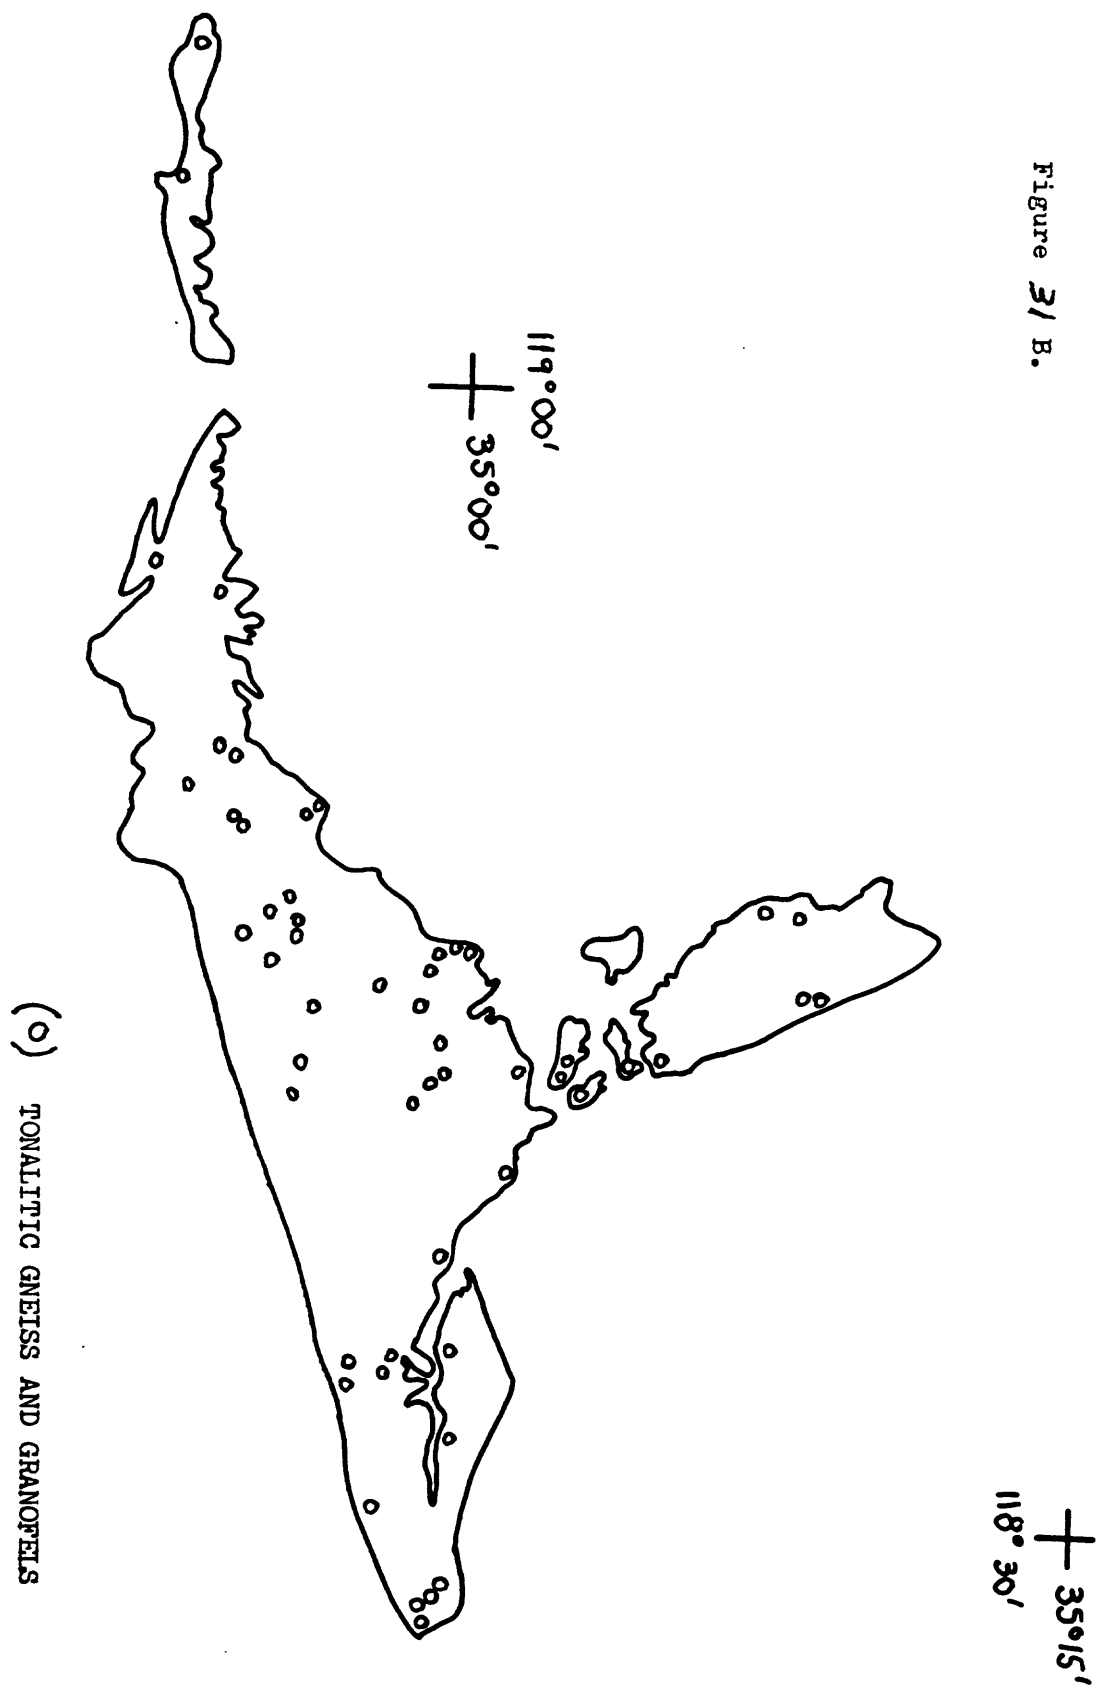 Figure 31 B.
119°00'
35°00'
35°15'
118° 30'
(o) TONALITIC GNEISS AND GRANOFELS